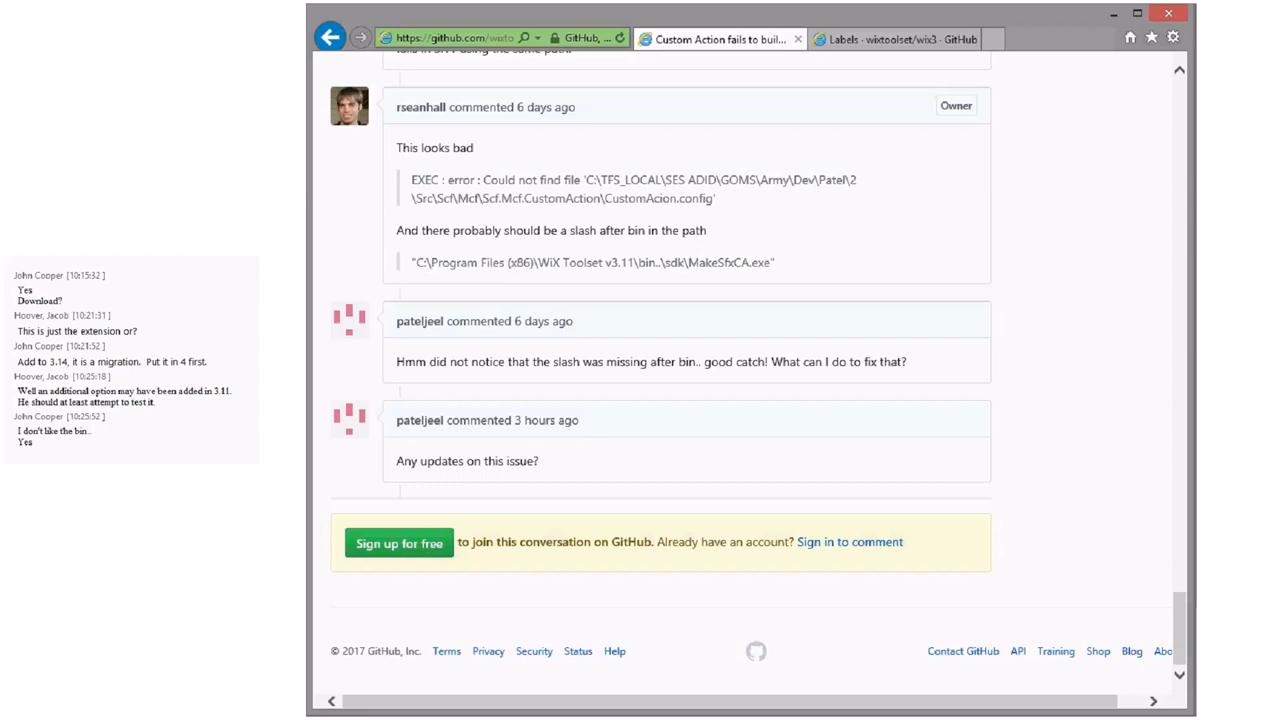 https://github.com/wixto
GitHub, ...
Custom Action fails to buil...
Labels · wixtoolset/wix3 · GitHub
rseanhall commented 6 days ago
Owner
This looks bad
EXEC : error : Could not find file 'C:\TFS_LOCAL\SES ADID\GOMS\Army\Dev\Patel\2
\Src\Scf\Mcf\Scf.Mcf.CustomAction\CustomAcion.config'
And there probably should be a slash after bin in the path
"C:\Program Files (x86)\WiX Toolset v3.11\bin..\sdk\MakeSfxCA.exe"
pateljeel commented 6 days ago
Hmm did not notice that the slash was missing after bin.. good catch! What can I do to fix that?
pateljeel commented 3 hours ago
Any updates on this issue?
Sign up for free to join this conversation on GitHub. Already have an account? Sign in to comment
© 2017 GitHub, Inc. Terms Privacy Security Status Help
Contact GitHub API Training Shop Blog Abo
John Cooper [10:15:32 ]
Yes
Download?
Hoover, Jacob [10:21:31 ]
This is just the extension or?
John Cooper [10:21:52 ]
Add to 3.14, it is a migration. Put it in 4 first.
Hoover, Jacob [10:25:18 ]
Well an additional option may have been added in 3.11.
He should at least attempt to test it.
John Cooper [10:25:52 ]
I don't like the bin..
Yes